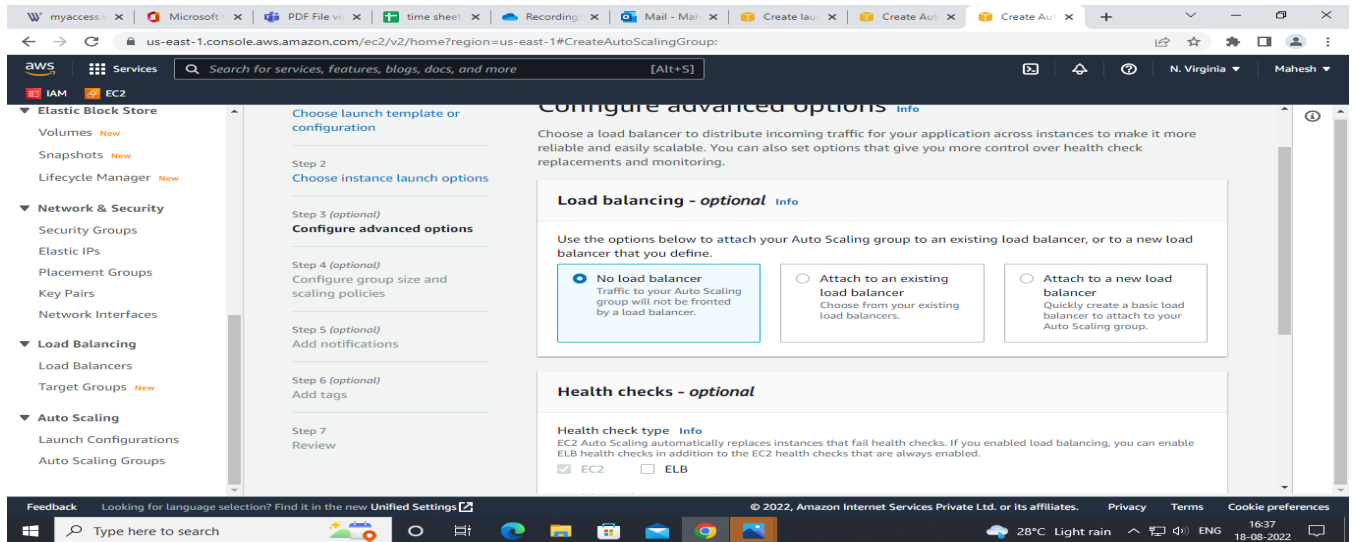 myaccess.
Microsoft
PDF File vi
time sheet
Recording
Mail - Mah
Create lau
Create Aut
Create Aut
us-east-1.console.aws.amazon.com/ec2/v2/home?region=us-east-1#CreateAutoScalingGroup:
aws
Services
Search for services, features, blogs, docs, and more
[Alt+S]
N. Virginia
Mahesh
IAM
EC2
Elastic Block Store
Volumes New
Snapshots New
Lifecycle Manager New
Network & Security
Security Groups
Elastic IPs
Placement Groups
Key Pairs
Network Interfaces
Load Balancing
Load Balancers
Target Groups New
Auto Scaling
Launch Configurations
Auto Scaling Groups
Choose launch template or
configuration
Step 2
Choose instance launch options
Step 3 (optional)
Configure advanced options
Step 4 (optional)
Configure group size and
scaling policies
Step 5 (optional)
Add notifications
Step 6 (optional)
Add tags
Step 7
Review
Configure advanced options Info
Choose a load balancer to distribute incoming traffic for your application across instances to make it more
reliable and easily scalable. You can also set options that give you more control over health check
replacements and monitoring.
Load balancing - optional Info
Use the options below to attach your Auto Scaling group to an existing load balancer, or to a new load
balancer that you define.
No load balancer
Traffic to your Auto Scaling
group will not be fronted
by a load balancer.
Attach to an existing
load balancer
Choose from your existing
load balancers.
Attach to a new load
balancer
Quickly create a basic load
balancer to attach to your
Auto Scaling group.
Health checks - optional
Health check type Info
EC2 Auto Scaling automatically replaces instances that fail health checks. If you enabled load balancing, you can enable
ELB health checks in addition to the EC2 health checks that are always enabled.
EC2
ELB
Feedback
Looking for language selection? Find it in the new Unified Settings
© 2022, Amazon Internet Services Private Ltd. or its affiliates.
Privacy
Terms
Cookie preferences
Type here to search
28°C Light rain
ENG
16:37
18-08-2022